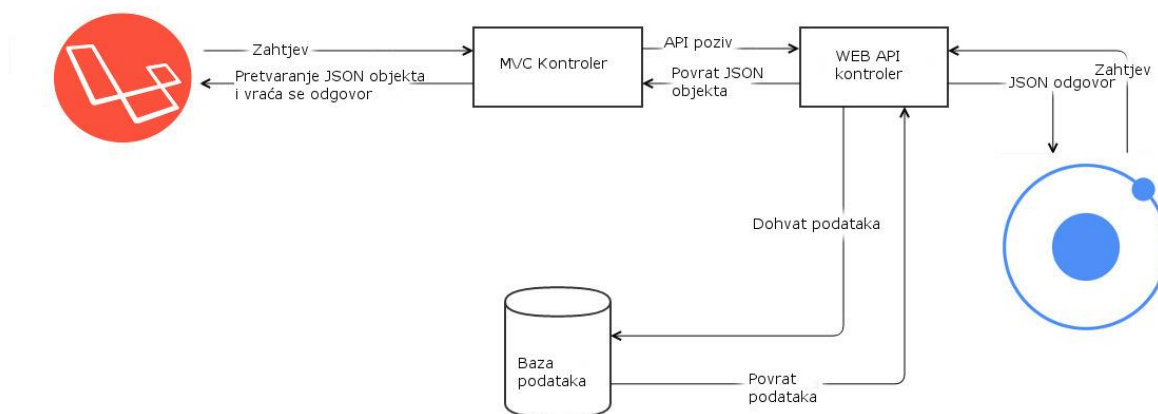 Zahtjev
Pretvaranje JSON objekta
i vraća se odgovor
MVC Kontroler
API poziv
Povrat JSON
objekta
WEB API
kontroler
Zahtjev
JSON odgovor
Dohvat podataka
Baza
podataka
Povrat
podataka